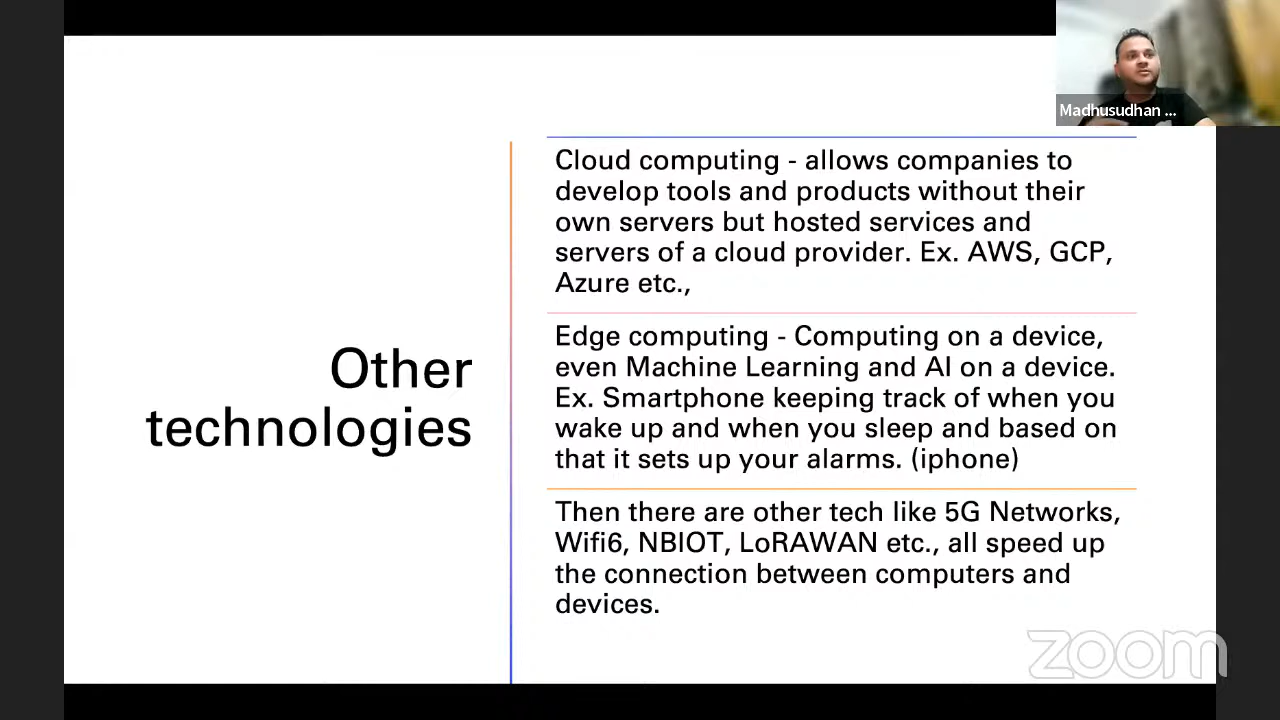 Madhusudhan ...
Other
technologies
Cloud computing - allows companies to
develop tools and products without their
own servers but hosted services and
servers of a cloud provider. Ex. AWS, GCP,
Azure etc.,
Edge computing - Computing on a device,
even Machine Learning and AI on a device.
Ex. Smartphone keeping track of when you
wake up and when you sleep and based on
that it sets up your alarms. (iphone)
Then there are other tech like 5G Networks,
Wifi6, NBIOT, LoRAWAN etc., all speed up
the connection between computers and
devices.
zoom